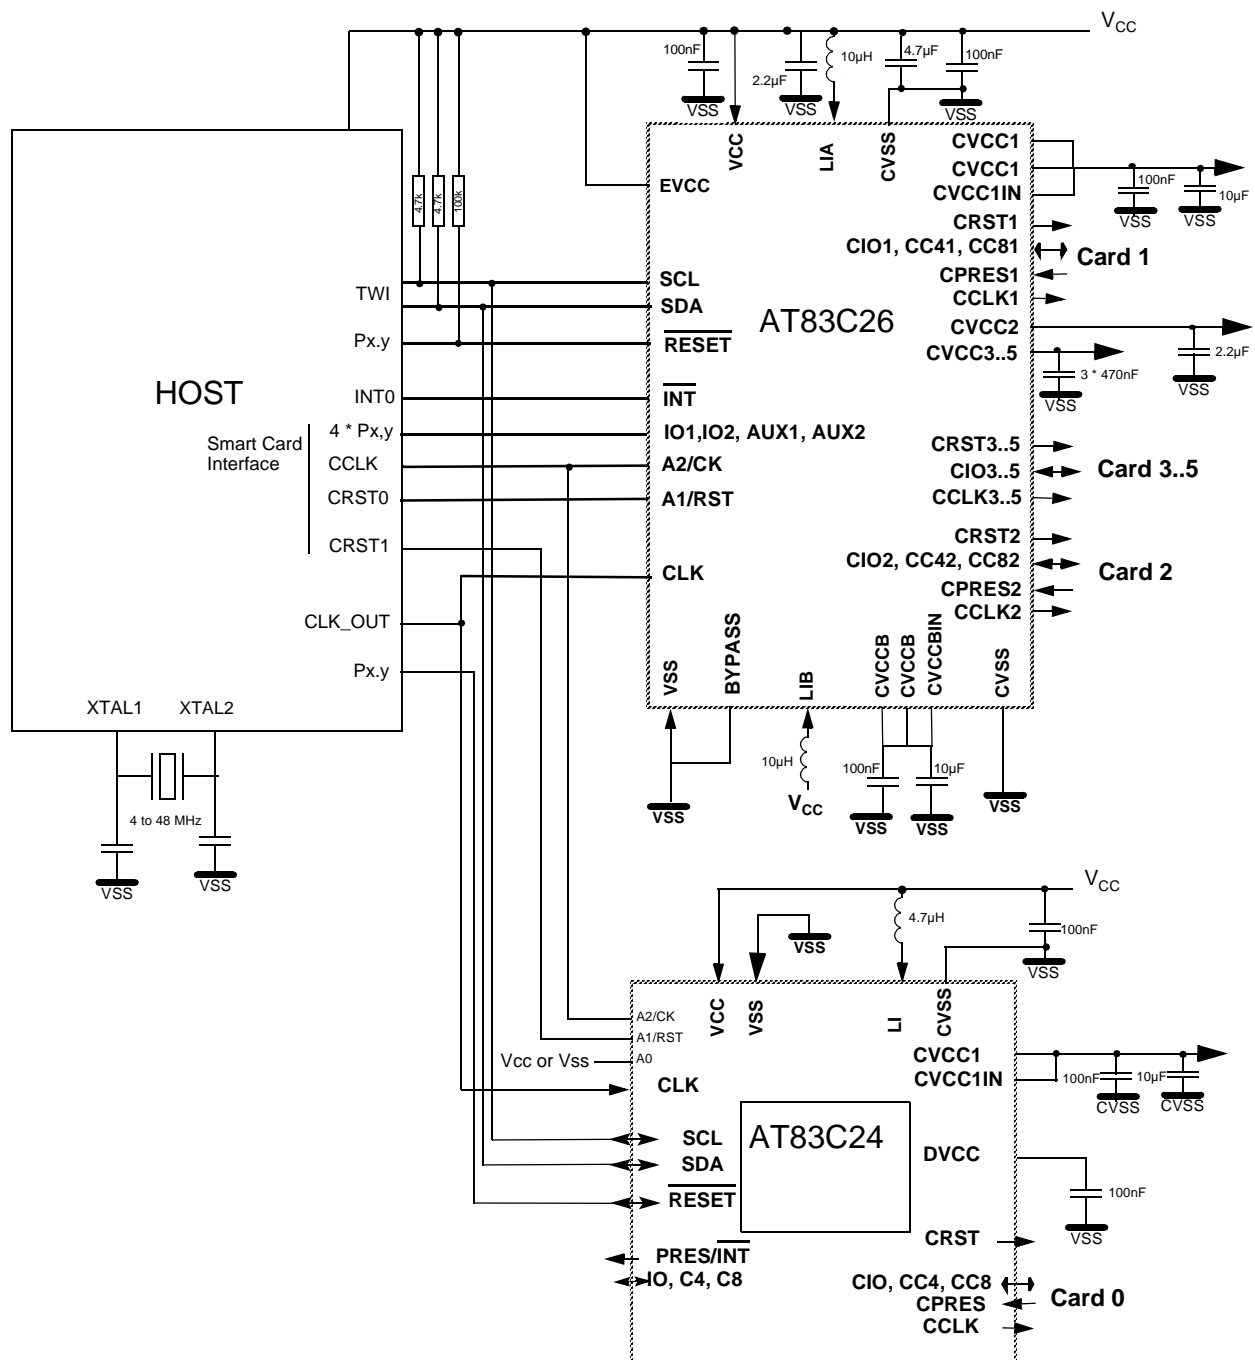 V_CC
100nF
2.2µF
10µH
4.7µF
100nF
VSS
VSS
VSS
VCC
LIA
CVSS
EVCC
4.7k
4.7k
100k
CVCC1
CVCC1
CVCC1IN
100nF
10µF
VSS
VSS
CRST1
CIO1, CC41, CC81
Card 1
CPRES1
CCLK1
TWI
SCL
SDA
AT83C26
CVCC2
Px.y
RESET
CVCC3..5
2.2µF
3 * 470nF
VSS
VSS
HOST
INT0
INT
4 * Px,y
IO1,IO2, AUX1, AUX2
Smart Card
Interface
CCLK
A2/CK
CRST0
A1/RST
CRST1
CRST3..5
CIO3..5
Card 3..5
CCLK3..5
CRST2
CIO2, CC42, CC82
Card 2
CPRES2
CCLK2
CLK
CLK_OUT
Px.y
VSS
BYPASS
LIB
CVCCB
CVCCB
CVCCBIN
CVSS
XTAL1
XTAL2
4 to 48 MHz
VSS
VSS
10µH
V_CC
100nF
10µF
VSS
VSS
VSS
VSS
V_CC
4.7µH
VSS
100nF
VSS
VCC
VSS
LI
CVSS
A2/CK
A1/RST
Vcc or Vss
A0
CLK
CVCC1
CVCC1IN
100nF
10µF
CVSS
CVSS
SCL
SDA
AT83C24
DVCC
RESET
100nF
VSS
PRES/INT
IO, C4, C8
CRST
CIO, CC4, CC8
Card 0
CPRES
CCLK